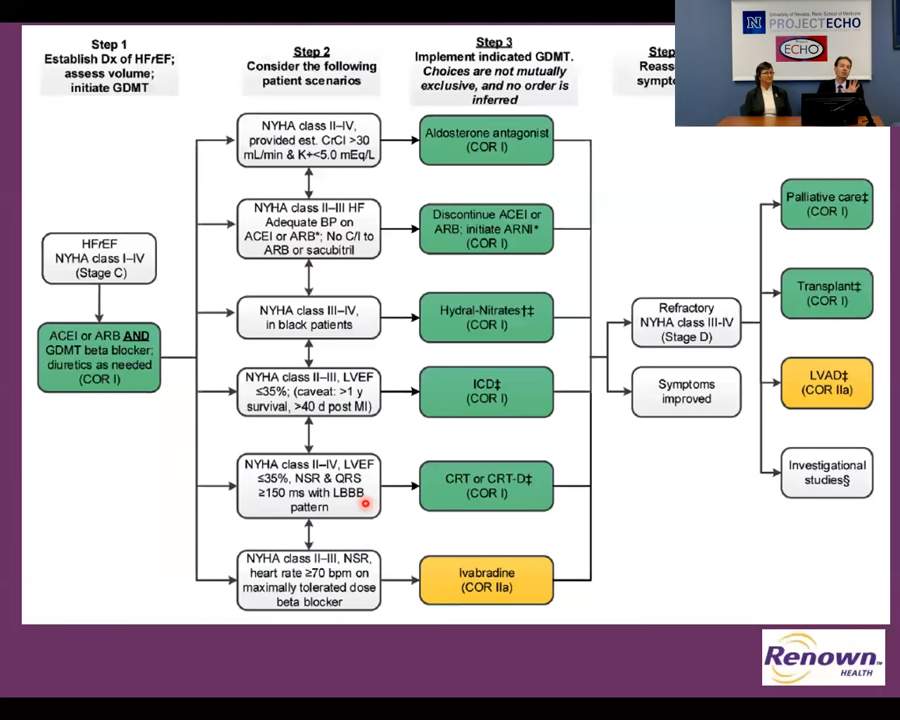 Step 1
Establish Dx of HFrEF;
assess volume;
initiate GDMT
Step 2
Consider the following
patient scenarios
Step 3
Implement indicated GDMT.
Choices are not mutually
exclusive, and no order is
inferred
Step
Reass
sympto
University of Nevada, Reno School of Medicine
N
PROJECT ECHO
ECHO
HFrEF
NYHA class I–IV
(Stage C)
ACEI or ARB AND
GDMT beta blocker;
diuretics as needed
(COR I)
NYHA class II–IV,
provided est. CrCl >30
mL/min & K+<5.0 mEq/L
NYHA class II–III HF
Adequate BP on
ACEI or ARB*; No C/I to
ARB or sacubitril
NYHA class III–IV,
in black patients
NYHA class II–III, LVEF
≤35%; (caveat: >1 y
survival, >40 d post MI)
NYHA class II–IV, LVEF
≤35%, NSR & QRS
≥150 ms with LBBB
pattern
NYHA class II–III, NSR,
heart rate ≥70 bpm on
maximally tolerated dose
beta blocker
Aldosterone antagonist
(COR I)
Discontinue ACEI or
ARB; initiate ARNI*
(COR I)
Hydral-Nitrates†‡
(COR I)
ICD‡
(COR I)
CRT or CRT-D‡
(COR I)
Ivabradine
(COR IIa)
Refractory
NYHA class III-IV
(Stage D)
Symptoms
improved
Palliative care‡
(COR I)
Transplant‡
(COR I)
LVAD‡
(COR IIa)
Investigational
studies§
Renown
HEALTH